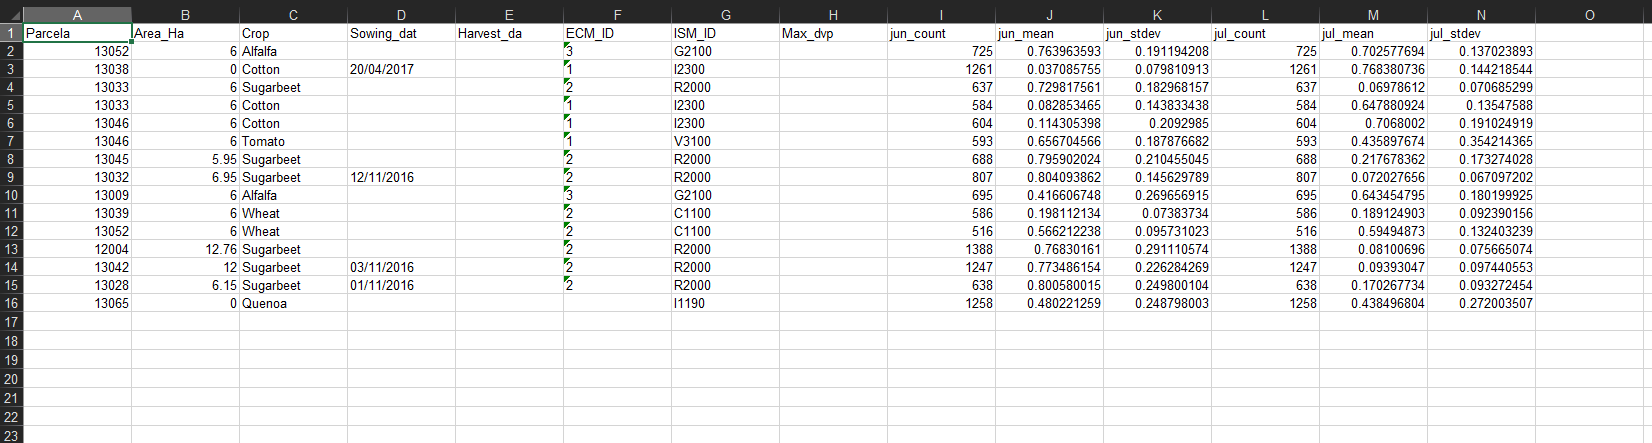 A B C D E F G H I J K L M N O
1 Parcela Area_Ha Crop Sowing_dat Harvest_da ECM_ID ISM_ID Max_dvp jun_count jun_mean jun_stdev jul_count jul_mean jul_stdev
2 13052 6 Alfalfa 3 G2100 725 0.763963593 0.191194208 725 0.702577694 0.137023893
3 13038 0 Cotton 20/04/2017 1 I2300 1261 0.037085755 0.079810913 1261 0.768380736 0.144218544
4 13033 6 Sugarbeet 2 R2000 637 0.729817561 0.182968157 637 0.06978612 0.070685299
5 13033 6 Cotton 1 I2300 584 0.082853465 0.143833438 584 0.647880924 0.13547588
6 13046 6 Cotton 1 I2300 604 0.114305398 0.2092985 604 0.7068002 0.191024919
7 13046 6 Tomato 1 V3100 593 0.656704566 0.187876682 593 0.435897674 0.354214365
8 13045 5.95 Sugarbeet 2 R2000 688 0.795902024 0.210455045 688 0.217678362 0.173274028
9 13032 6.95 Sugarbeet 12/11/2016 2 R2000 807 0.804093862 0.145629789 807 0.072027656 0.067097202
10 13009 6 Alfalfa 3 G2100 695 0.416606748 0.269656915 695 0.643454795 0.180199925
11 13039 6 Wheat 2 C1100 586 0.198112134 0.07383734 586 0.189124903 0.092390156
12 13052 6 Wheat 2 C1100 516 0.566212238 0.095731023 516 0.59494873 0.132403239
13 12004 12.76 Sugarbeet 2 R2000 1388 0.76830161 0.291110574 1388 0.08100696 0.075665074
14 13042 12 Sugarbeet 03/11/2016 2 R2000 1247 0.773486154 0.226284269 1247 0.09393047 0.097440553
15 13028 6.15 Sugarbeet 01/11/2016 2 R2000 638 0.800580015 0.249800104 638 0.170267734 0.093272454
16 13065 0 Quenoa I1190 1258 0.480221259 0.248798003 1258 0.438496804 0.272003507
17
18
19
20
21
22
23